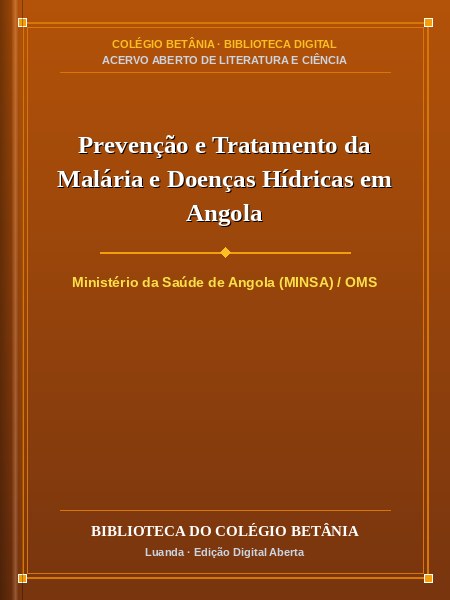 COLÉGIO BETÂNIA · BIBLIOTECA DIGITAL
ACERVO ABERTO DE LITERATURA E CIÊNCIA
Prevenção e Tratamento da
Malária e Doenças Hídricas em
Angola
Ministério da Saúde de Angola (MINSA) / OMS
BIBLIOTECA DO COLÉGIO BETÂNIA
Luanda · Edição Digital Aberta